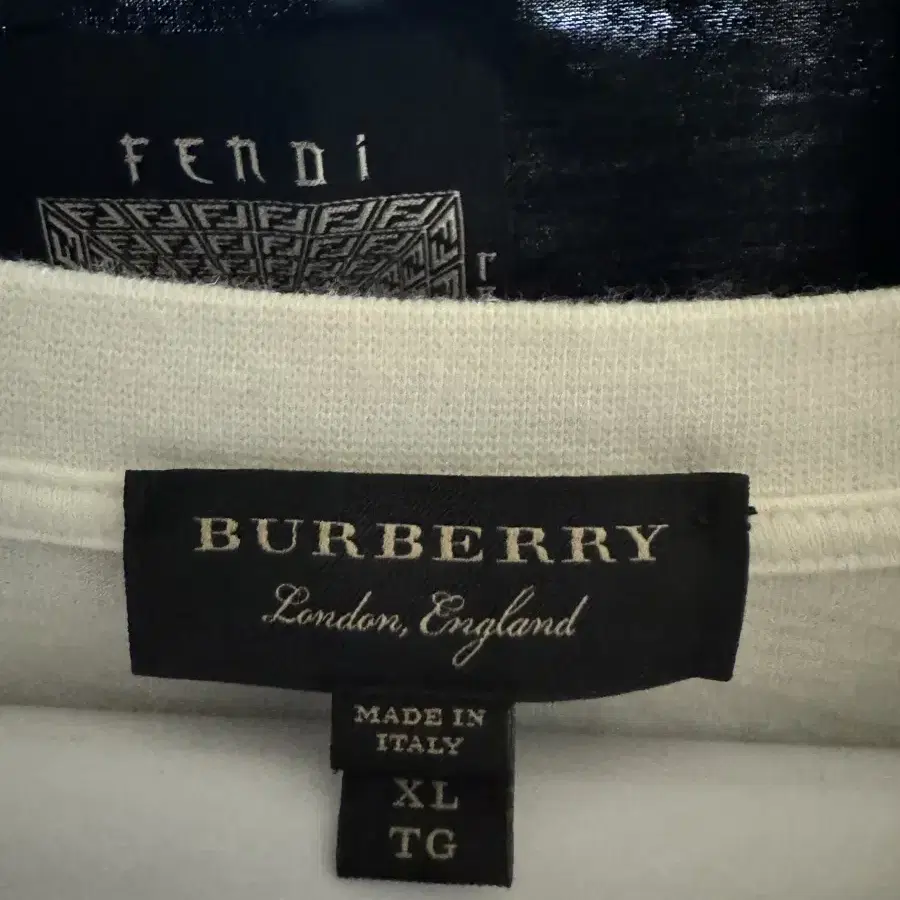 FENDI
BURBERRY
London, England
MADE IN
ITALY
XL
TG